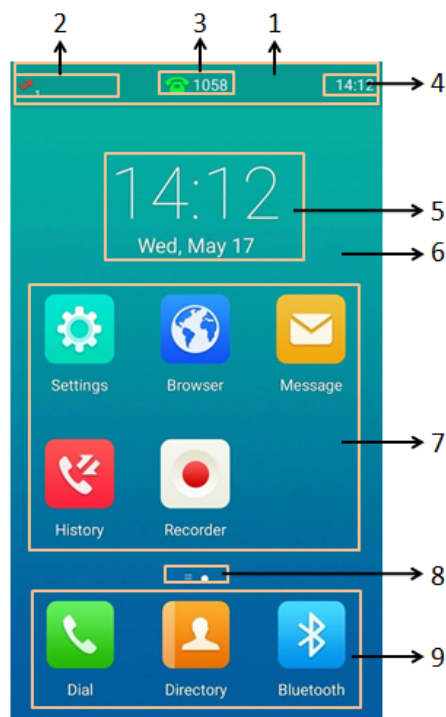 2 3 1
1 1058 14:12 4
14:12 5
Wed, May 17
6
Settings Browser Message
7
History Recorder
8
9
Dial Directory Bluetooth